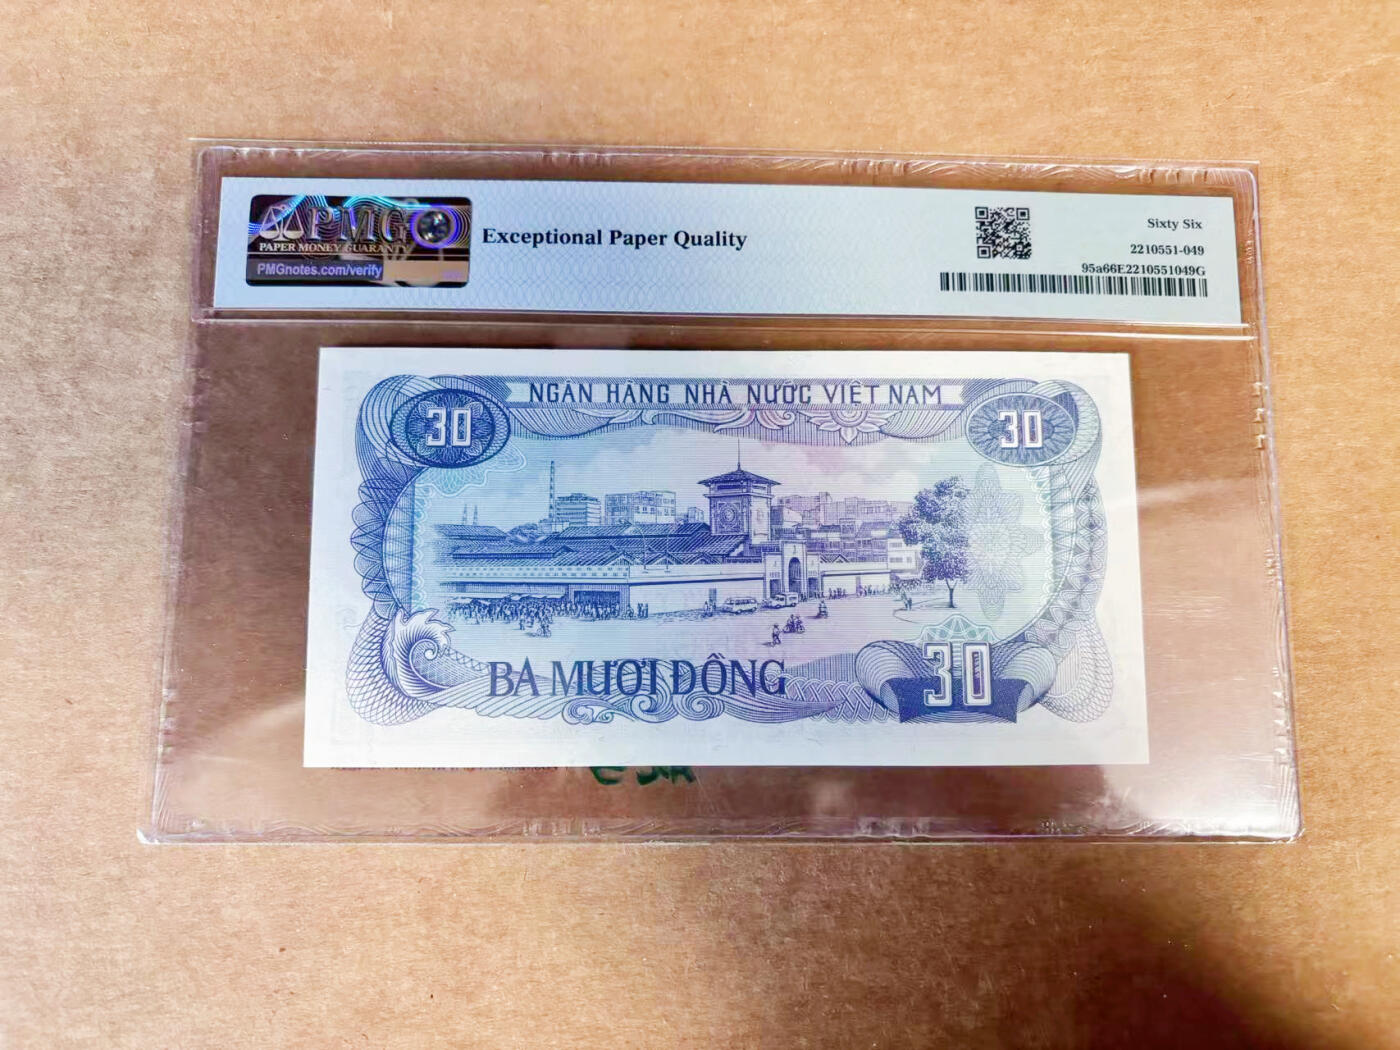 PMG
PAPER MONEY GUARANTY
PMGnotes.com/verify
Exceptional Paper Quality
Sixty Six
2210551-049
95a66E2210551049G
NGÂN HÀNG NHÀ NƯỚC VIỆT NAM
30
30
BA MƯƠI ĐỒNG
30